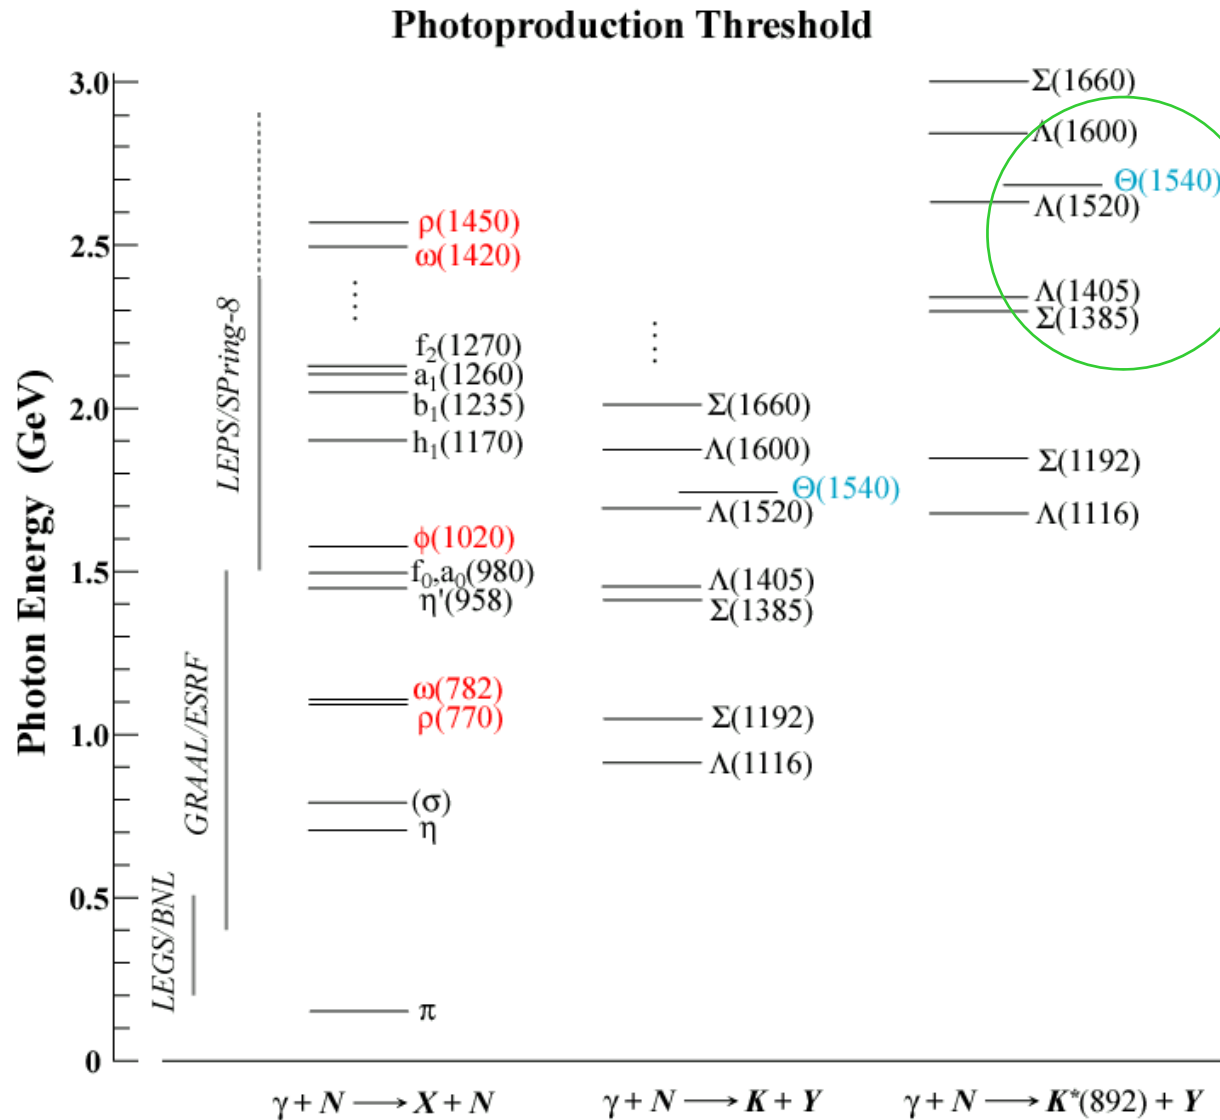 Photoproduction Threshold
Photon Energy (GeV)
3.0
2.5
2.0
1.5
1.0
0.5
0
LEPS/SPring-8
GRAAL/ESRF
LEGS/BNL
ρ(1450)
ω(1420)
f₂(1270)
a₁(1260)
b₁(1235)
h₁(1170)
ϕ(1020)
f₀,a₀(980)
η'(958)
ω(782)
ρ(770)
(σ)
η
π
γ + N ⟶ X + N
Σ(1660)
Λ(1600)
Θ(1540)
Λ(1520)
Λ(1405)
Σ(1385)
Σ(1192)
Λ(1116)
γ + N ⟶ K + Y
Σ(1660)
Λ(1600)
Θ(1540)
Λ(1520)
Λ(1405)
Σ(1385)
Σ(1192)
Λ(1116)
γ + N ⟶ K*(892) + Y